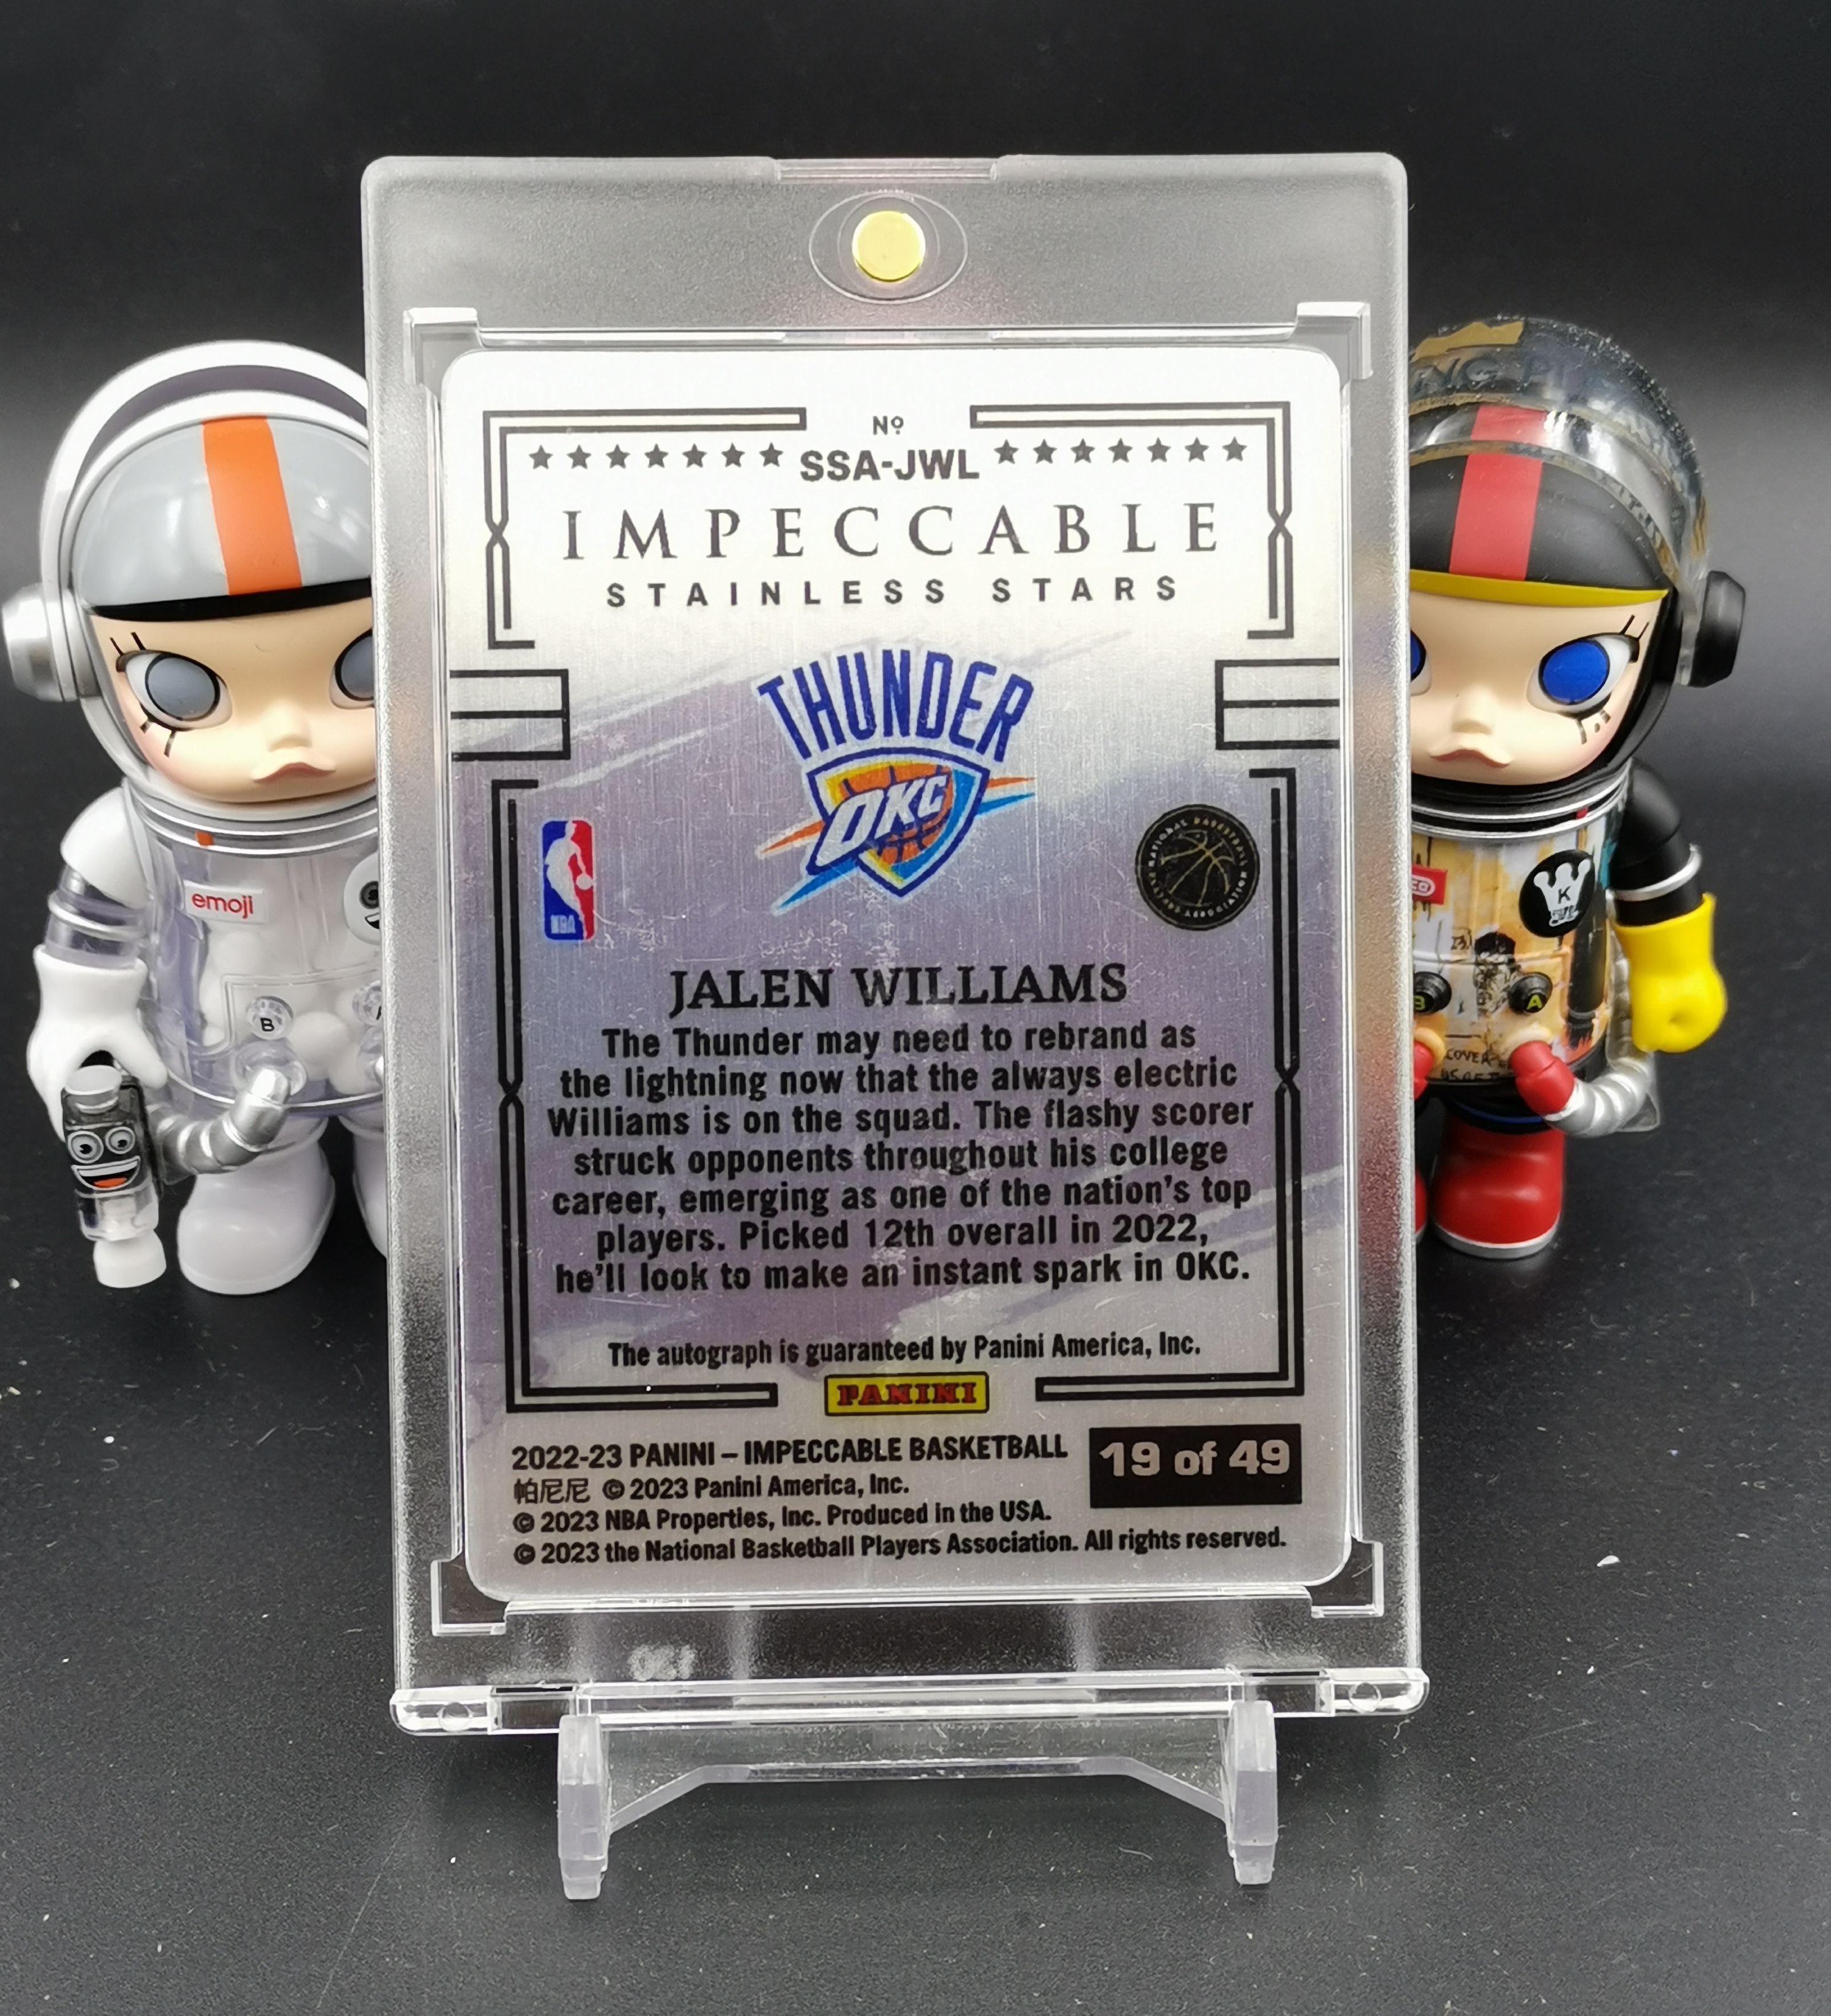 Nº
SSA-JWL
IMPECCABLE
STAINLESS STARS
THUNDER
OKC
NBA
JALEN WILLIAMS
The Thunder may need to rebrand as
the lightning now that the always electric
Williams is on the squad. The flashy scorer
struck opponents throughout his college
career, emerging as one of the nation's top
players. Picked 12th overall in 2022,
he'll look to make an instant spark in OKC.
The autograph is guaranteed by Panini America, Inc.
PANINI
2022-23 PANINI – IMPECCABLE BASKETBALL
19 of 49
帕尼尼 © 2023 Panini America, Inc.
© 2023 NBA Properties, Inc. Produced in the USA.
© 2023 the National Basketball Players Association. All rights reserved.
emoji
B
K
B
A